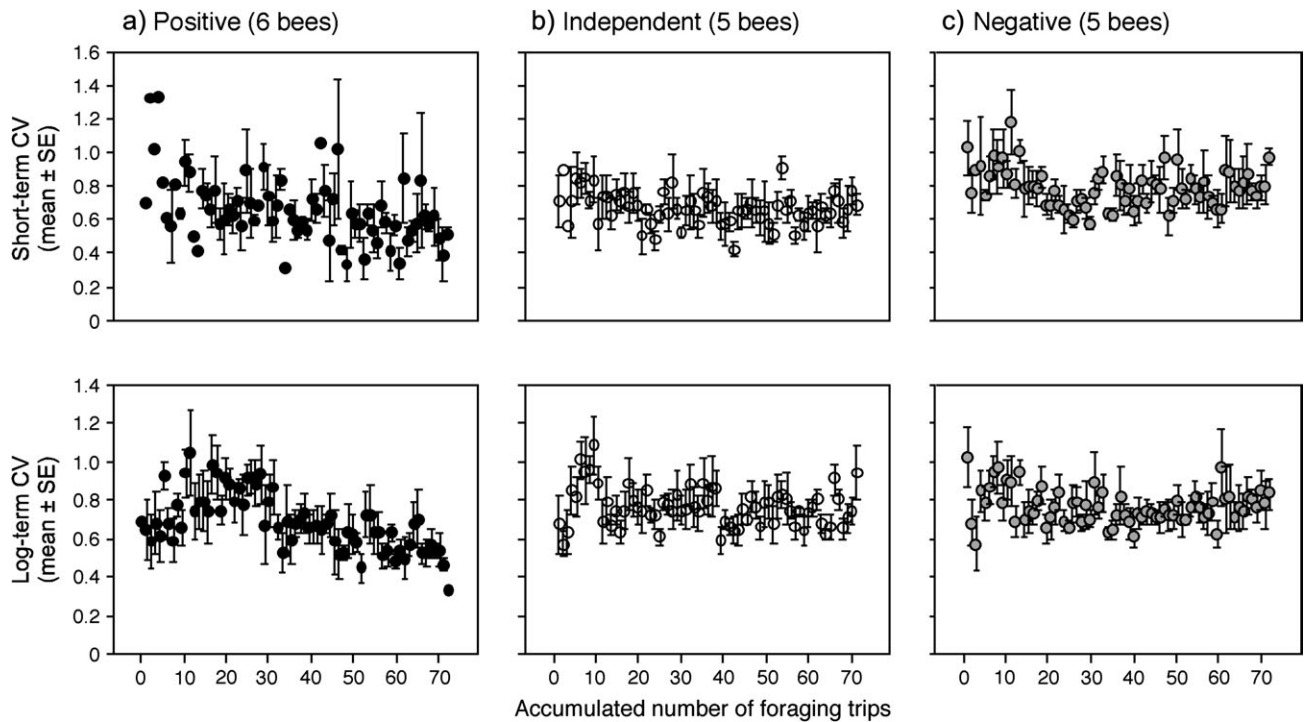 a) Positive (6 bees)
b) Independent (5 bees)
c) Negative (5 bees)
Short-term CV
(mean ± SE)
1.6
1.4
1.2
1.0
0.8
0.6
0.4
0.2
0
Log-term CV
(mean ± SE)
1.4
1.2
1.0
0.8
0.6
0.4
0.2
0
0 10 20 30 40 50 60 70
0 10 20 30 40 50 60 70
0 10 20 30 40 50 60 70
Accumulated number of foraging trips